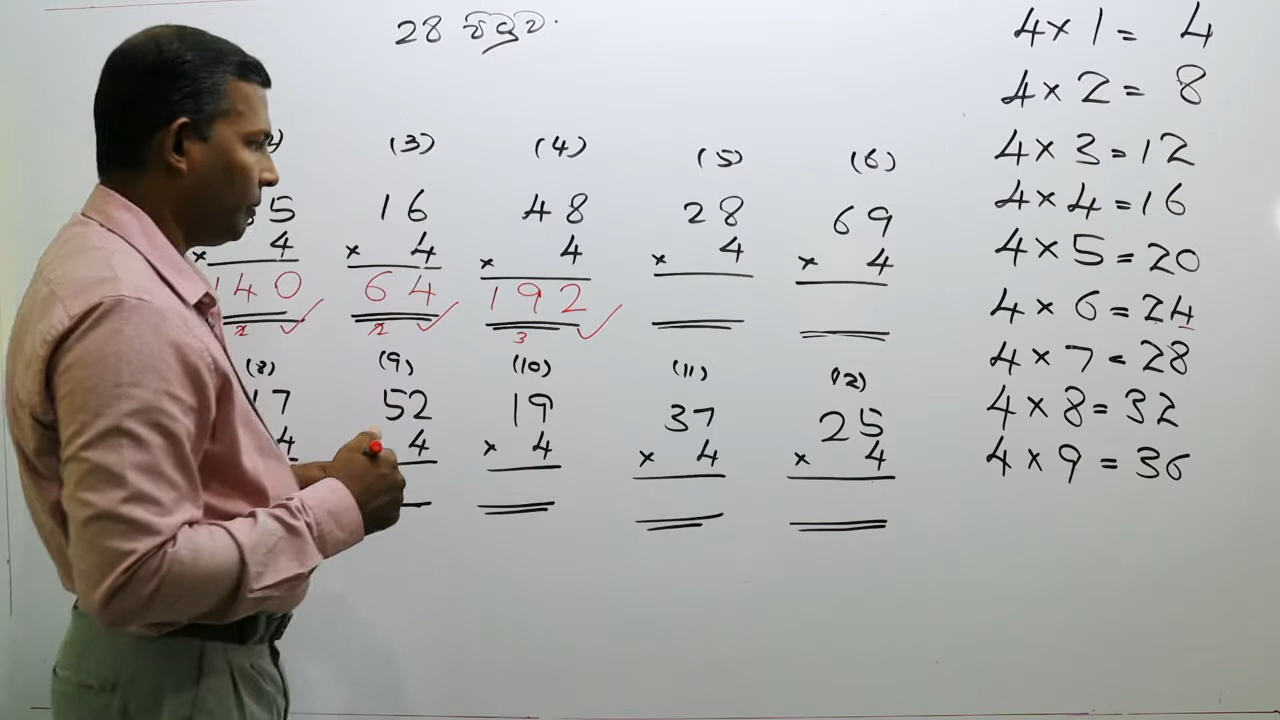 28
(3) (4) (5) (6)
5 16 48 28 69
× 4 × 4 × 4 × 4 × 4
140 64 192
3
(8) (9) (10) (11) (12)
17 52 19 37 25
4 4 × 4 × 4 × 4
4 × 1 = 4
4 × 2 = 8
4 × 3 = 12
4 × 4 = 16
4 × 5 = 20
4 × 6 = 24
4 × 7 = 28
4 × 8 = 32
4 × 9 = 36